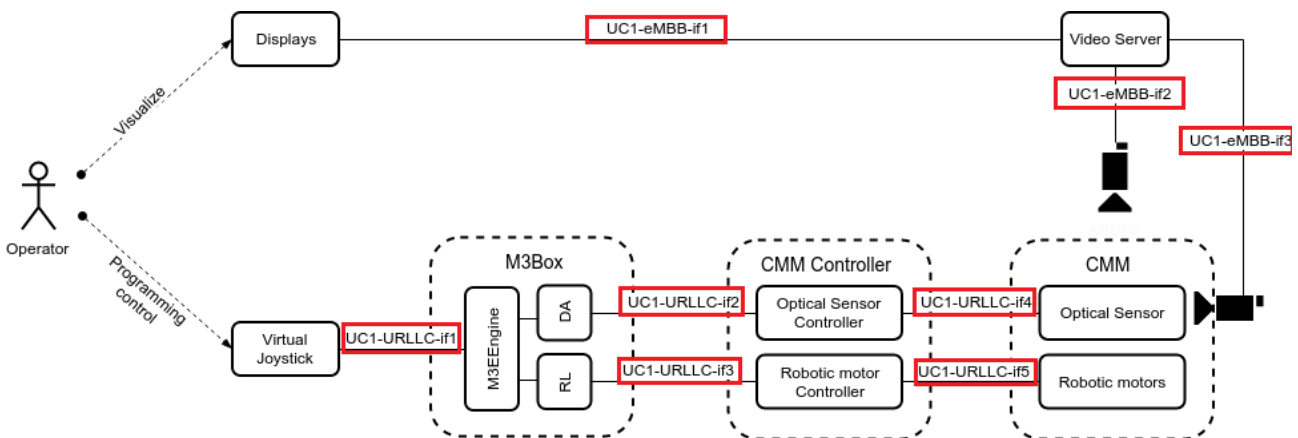 UC1-eMBB-if1
Displays
Video Server
UC1-eMBB-if2
Visualize
UC1-eMBB-if3
Operator
Programming
control
M3Box
CMM Controller
CMM
UC1-URLLC-if2
UC1-URLLC-if4
DA
Optical Sensor
Controller
Optical Sensor
Virtual
Joystick
UC1-URLLC-if1
M3EEngine
UC1-URLLC-if3
UC1-URLLC-if5
RL
Robotic motor
Controller
Robotic motors